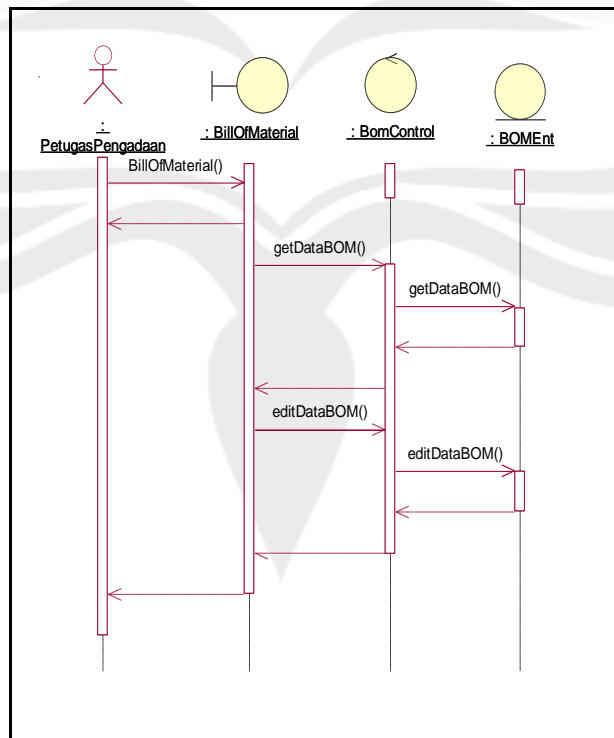 :
PetugasPengadaan
: BillOfMaterial
: BomControl
: BOMEnt
BillOfMaterial()
getDataBOM()
getDataBOM()
editDataBOM()
editDataBOM()